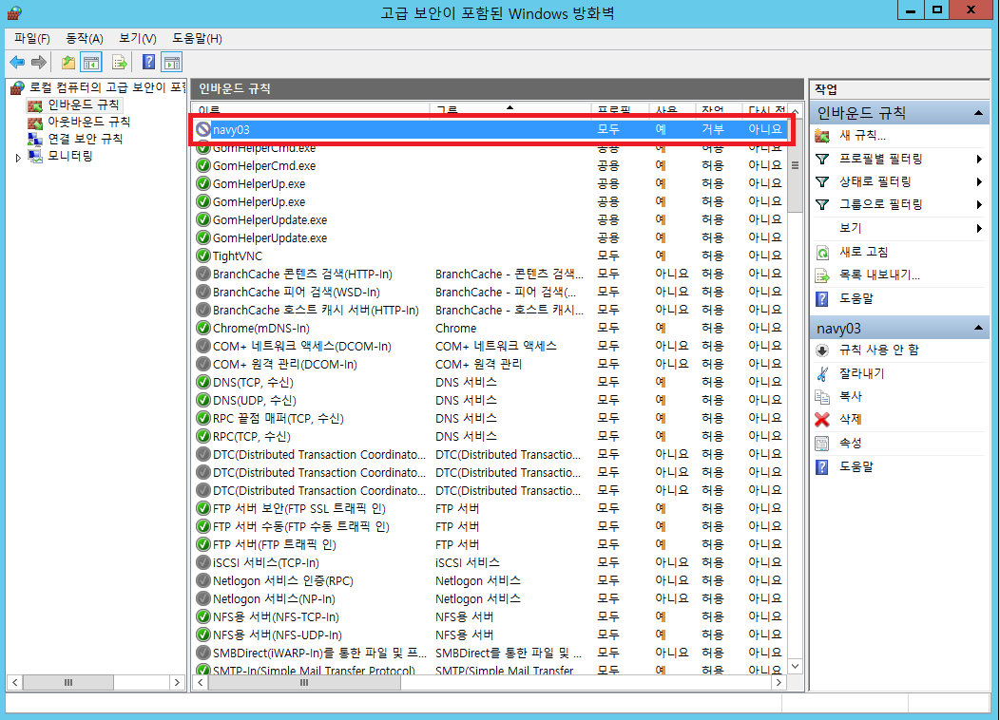 고급 보안이 포함된 Windows 방화벽
파일(F) 동작(A) 보기(V) 도움말(H)
로컬 컴퓨터의 고급 보안이 포함
인바운드 규칙
아웃바운드 규칙
연결 보안 규칙
모니터링
인바운드 규칙
이름 그룹 프로필 사용 작업 다시 정
navy03 모두 예 거부 아니요
GomHelperCmd.exe 공용 예 허용 아니요
GomHelperCmd.exe 공용 예 허용 아니요
GomHelperUp.exe 공용 예 허용 아니요
GomHelperUp.exe 공용 예 허용 아니요
GomHelperUpdate.exe 공용 예 허용 아니요
GomHelperUpdate.exe 공용 예 허용 아니요
TightVNC 모두 예 허용 아니요
BranchCache 콘텐츠 검색(HTTP-In) BranchCache - 콘텐츠 검색... 모두 아니요 허용 아니요
BranchCache 피어 검색(WSD-In) BranchCache - 피어 검색(... 모두 아니요 허용 아니요
BranchCache 호스트 캐시 서버(HTTP-In) BranchCache - 호스트 캐시... 모두 아니요 허용 아니요
Chrome(mDNS-In) Chrome 모두 예 허용 아니요
COM+ 네트워크 액세스(DCOM-In) COM+ 네트워크 액세스 모두 아니요 허용 아니요
COM+ 원격 관리(DCOM-In) COM+ 원격 관리 모두 아니요 허용 아니요
DNS(TCP, 수신) DNS 서비스 모두 예 허용 아니요
DNS(UDP, 수신) DNS 서비스 모두 예 허용 아니요
RPC 끝점 매퍼(TCP, 수신) DNS 서비스 모두 예 허용 아니요
RPC(TCP, 수신) DNS 서비스 모두 예 허용 아니요
DTC(Distributed Transaction Coordinato... DTC(Distributed Transactio... 모두 아니요 허용 아니요
DTC(Distributed Transaction Coordinato... DTC(Distributed Transactio... 모두 아니요 허용 아니요
DTC(Distributed Transaction Coordinato... DTC(Distributed Transactio... 모두 아니요 허용 아니요
FTP 서버 보안(FTP SSL 트래픽 인) FTP 서버 모두 예 허용 아니요
FTP 서버 수동(FTP 수동 트래픽 인) FTP 서버 모두 예 허용 아니요
FTP 서버(FTP 트래픽 인) FTP 서버 모두 예 허용 아니요
iSCSI 서비스(TCP-In) iSCSI 서비스 모두 아니요 허용 아니요
Netlogon 서비스 인증(RPC) Netlogon 서비스 모두 아니요 허용 아니요
Netlogon 서비스(NP-In) Netlogon 서비스 모두 아니요 허용 아니요
NFS용 서버(NFS-TCP-In) NFS용 서버 모두 예 허용 아니요
NFS용 서버(NFS-UDP-In) NFS용 서버 모두 예 허용 아니요
SMBDirect(iWARP-In)를 통한 파일 및 프... SMBDirect를 통한 파일 및 ... 모두 아니요 허용 아니요
SMTP-In(Simple Mail Transfer Protocol) SMTP(Simple Mail Transfer 모두 예 허용 아니요
작업
인바운드 규칙
새 규칙...
프로필별 필터링
상태로 필터링
그룹으로 필터링
보기
새로 고침
목록 내보내기...
도움말
navy03
규칙 사용 안 함
잘라내기
복사
삭제
속성
도움말